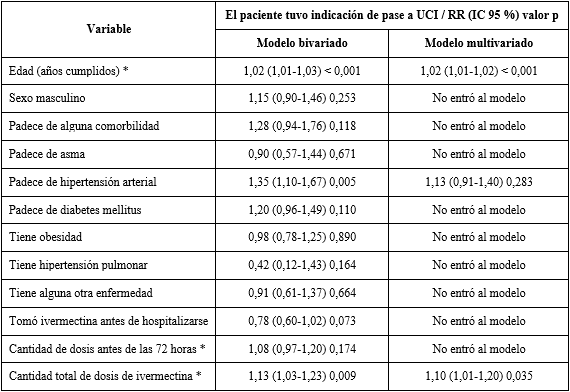 Variable
El paciente tuvo indicación de pase a UCI / RR (IC 95 %) valor p
Modelo bivariado
Modelo multivariado
Edad (años cumplidos) * 1,02 (1,01-1,03) < 0,001 1,02 (1,01-1,02) < 0,001
Sexo masculino 1,15 (0,90-1,46) 0,253 No entró al modelo
Padece de alguna comorbilidad 1,28 (0,94-1,76) 0,118 No entró al modelo
Padece de asma 0,90 (0,57-1,44) 0,671 No entró al modelo
Padece de hipertensión arterial 1,35 (1,10-1,67) 0,005 1,13 (0,91-1,40) 0,283
Padece de diabetes mellitus 1,20 (0,96-1,49) 0,110 No entró al modelo
Tiene obesidad 0,98 (0,78-1,25) 0,890 No entró al modelo
Tiene hipertensión pulmonar 0,42 (0,12-1,43) 0,164 No entró al modelo
Tiene alguna otra enfermedad 0,91 (0,61-1,37) 0,664 No entró al modelo
Tomó ivermectina antes de hospitalizarse 0,78 (0,60-1,02) 0,073 No entró al modelo
Cantidad de dosis antes de las 72 horas * 1,08 (0,97-1,20) 0,174 No entró al modelo
Cantidad total de dosis de ivermectina * 1,13 (1,03-1,23) 0,009 1,10 (1,01-1,20) 0,035